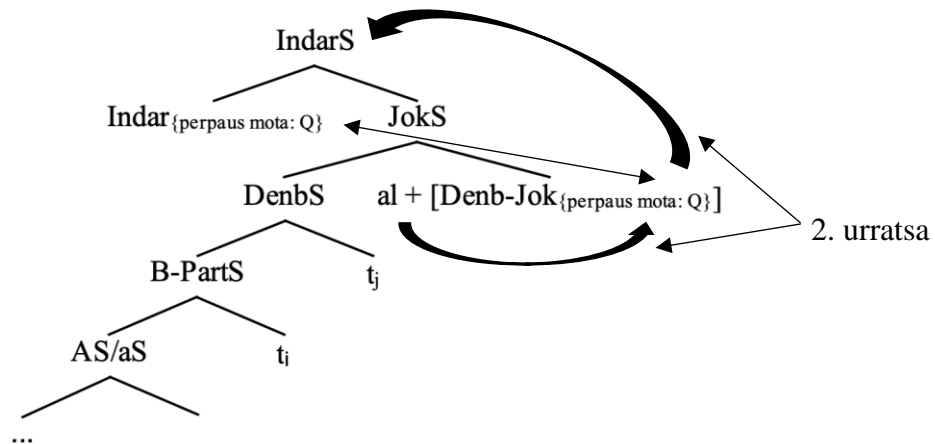 IndarS
Indar{perpaus mota: Q} JokS
DenbS al + [Denb-Jok{perpaus mota: Q}]
2. urratsa
B-PartS tj
AS/aS ti
...